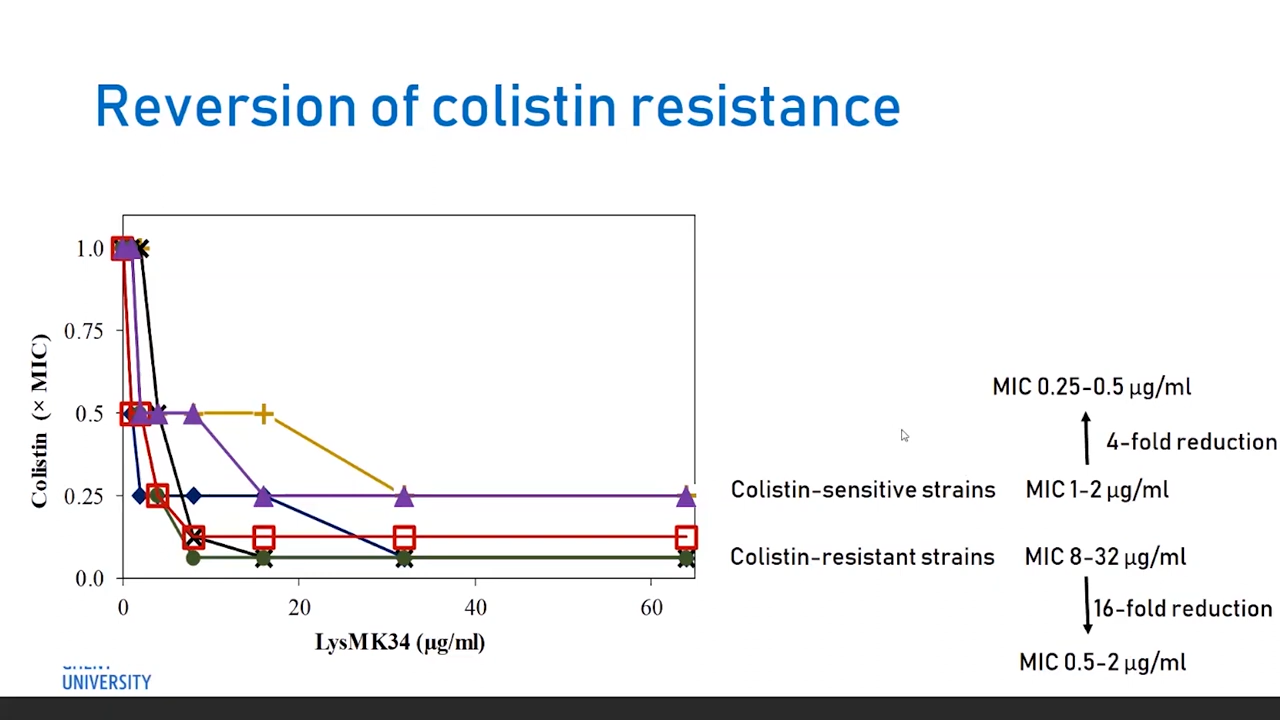 Reversion of colistin resistance
1.0
0.75
0.5
0.25
0.0
Colistin (× MIC)
0
20
40
60
LysMK34 (µg/ml)
MIC 0.25-0.5 µg/ml
4-fold reduction
Colistin-sensitive strains MIC 1-2 µg/ml
Colistin-resistant strains MIC 8-32 µg/ml
16-fold reduction
MIC 0.5-2 µg/ml
UNIVERSITY